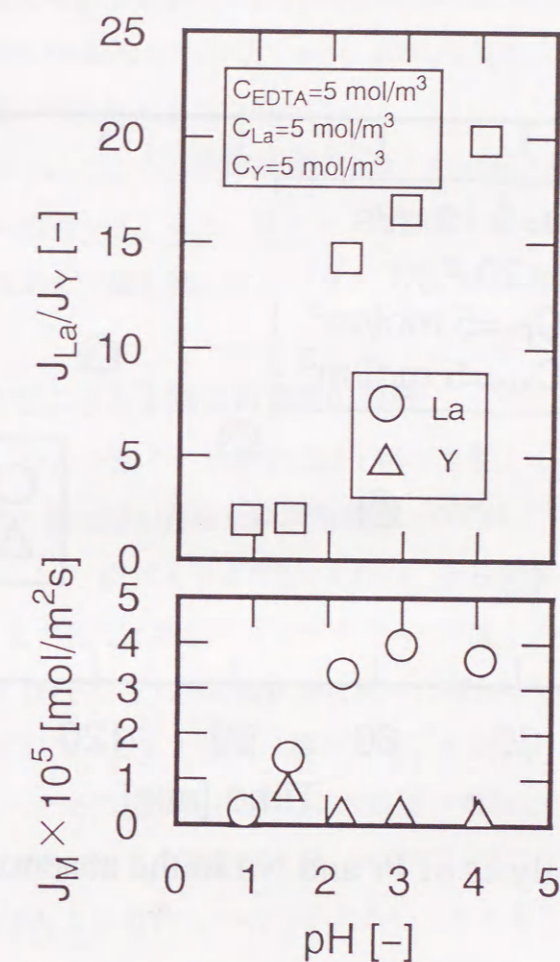 25
20
15
10
5
0
J_La/J_Y [-]
C_EDTA=5 mol/m³
C_La=5 mol/m³
C_Y=5 mol/m³
La
Y
5
4
3
2
1
0
J_M × 10⁵ [mol/m²s]
0 1 2 3 4 5
pH [-]